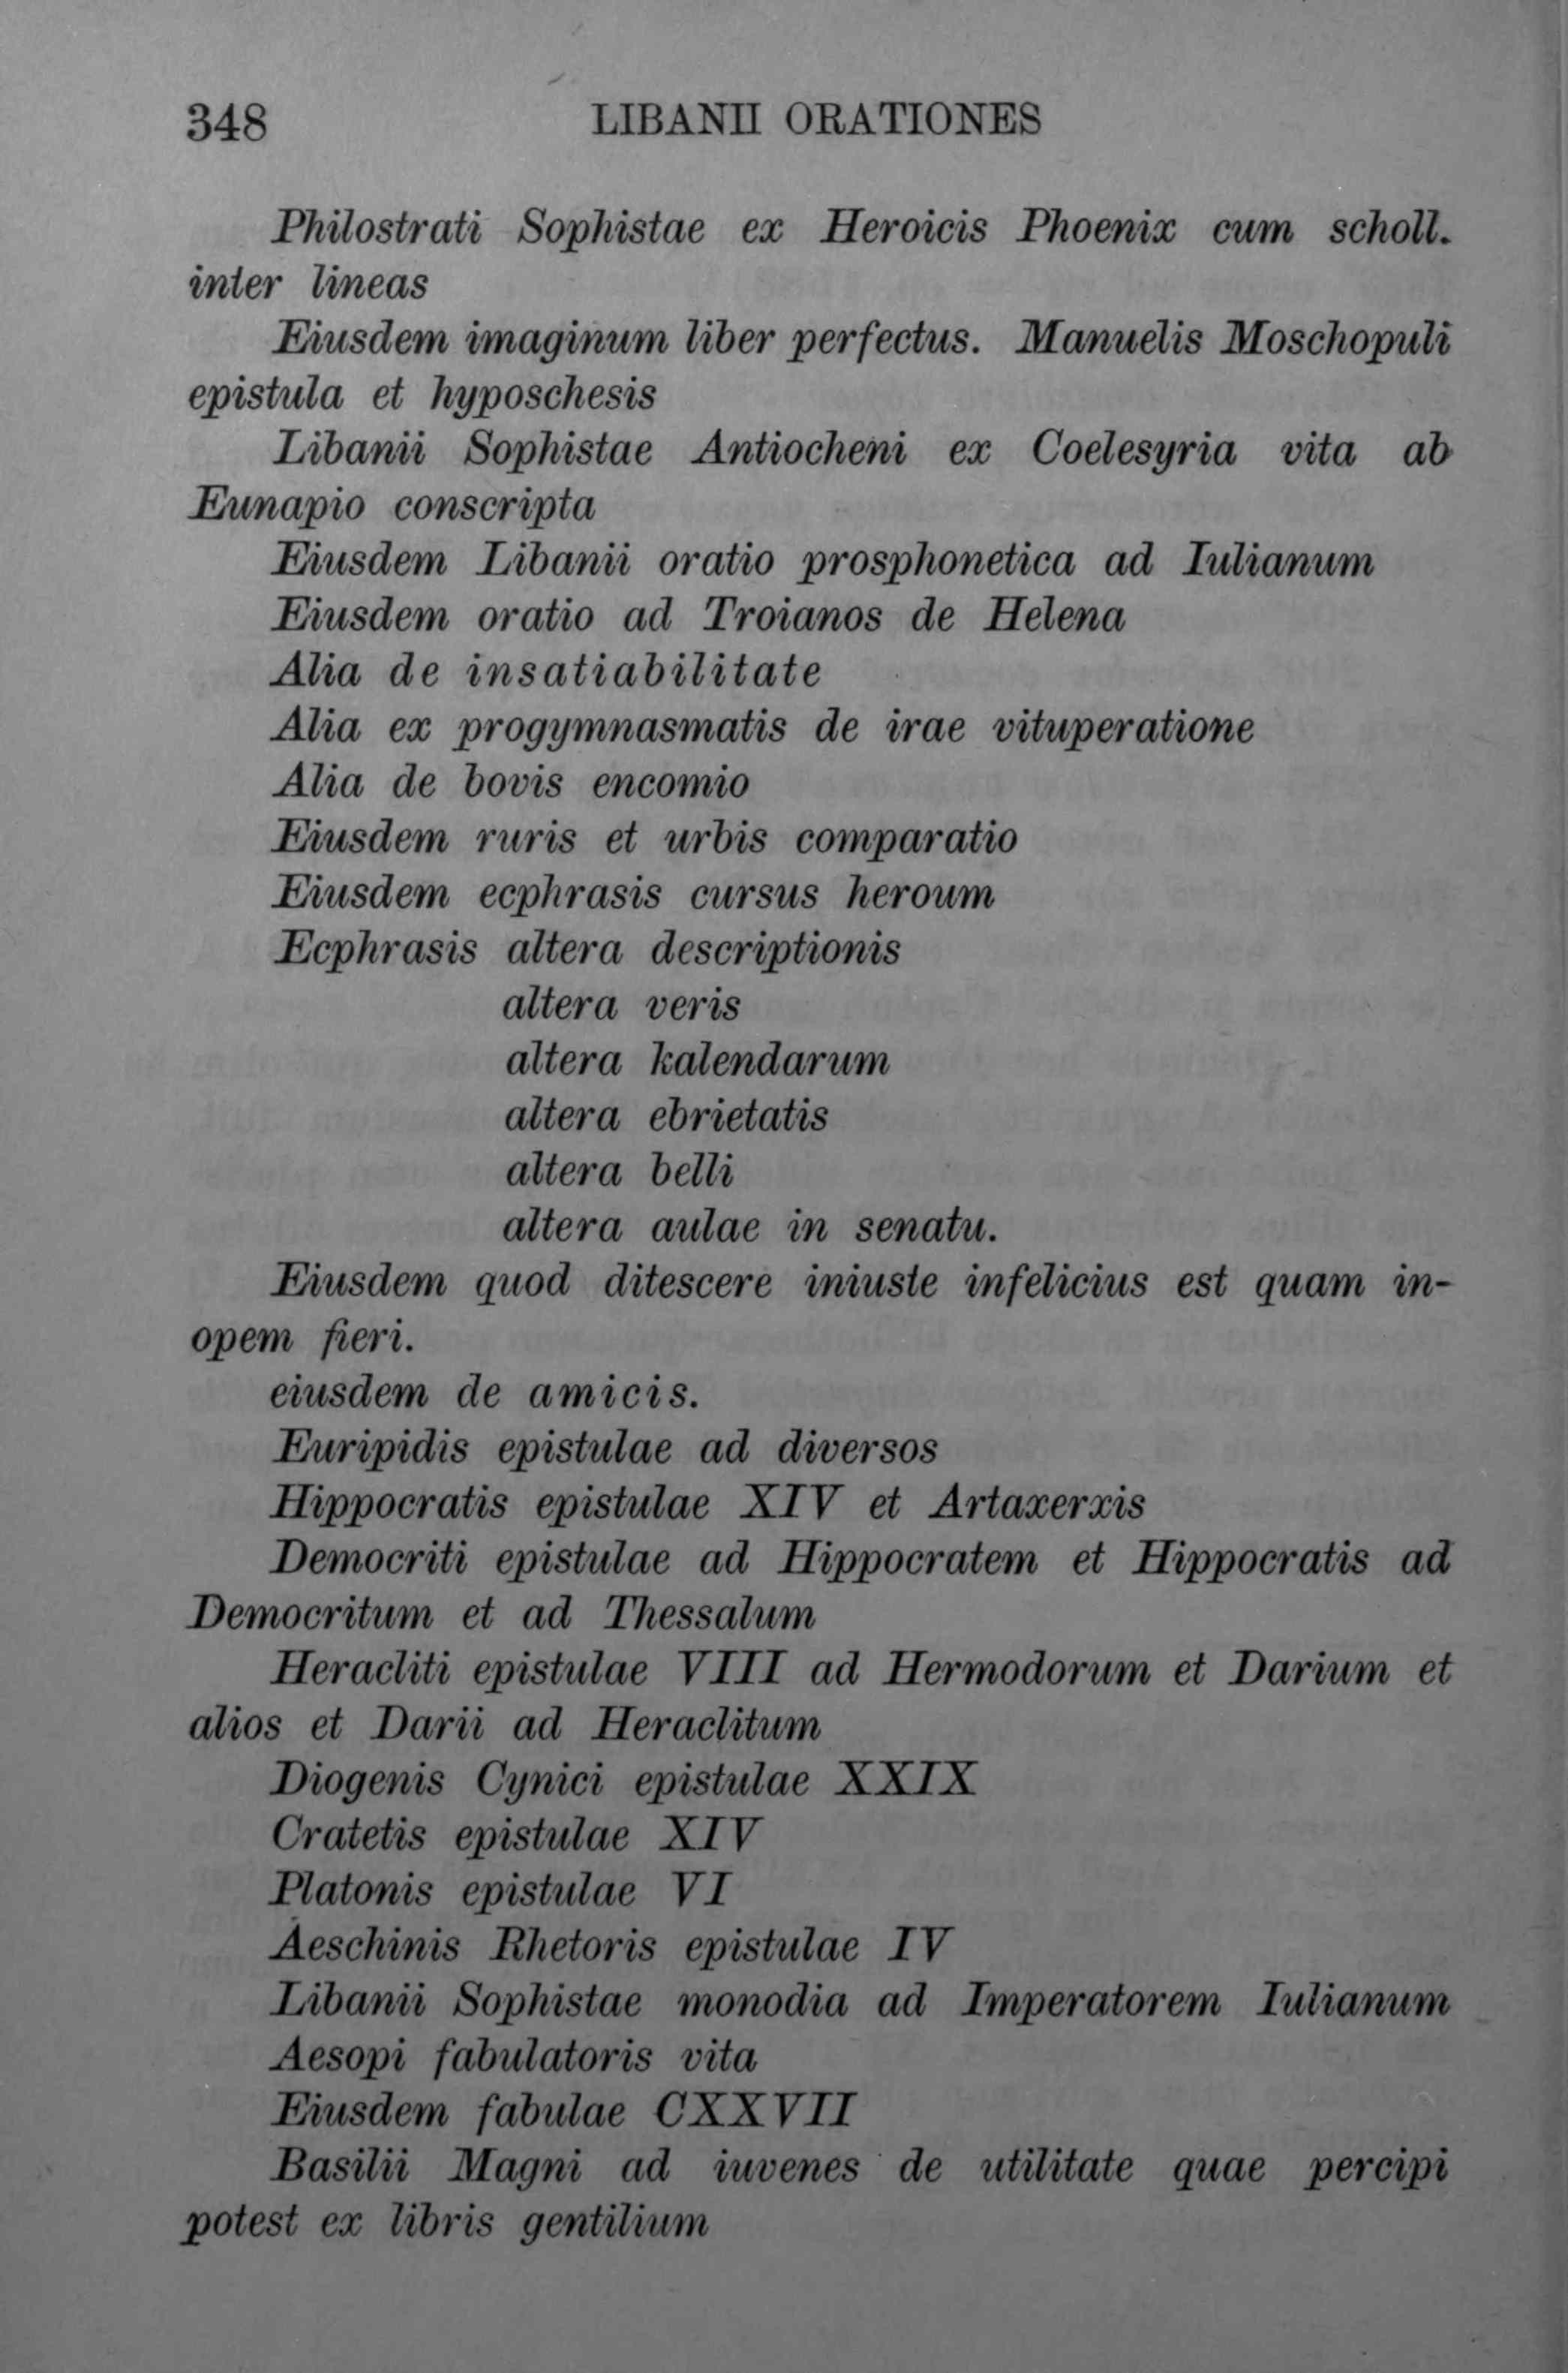 348 LIBANII ORATIONES
Philostrati Sophistae ex Heroicis Phoenix cum scholl.
inter lineas
Eiusdem imaginum liber perfectus. Manuelis Moschopuli
epistula et hyposchesis
Libanii Sophistae Antiocheni ex Coelesyria vita ab
Eunapio conscripta
Eiusdem Libanii oratio prosphonetica ad Iulianum
Eiusdem oratio ad Troianos de Helena
Alia de insatiabilitate
Alia ex progymnasmatis de irae vituperatione
Alia de bovis encomio
Eiusdem ruris et urbis comparatio
Eiusdem ecphrasis cursus heroum
Ecphrasis altera descriptionis
altera veris
altera kalendarum
altera ebrietatis
altera belli
altera aulae in senatu.
Eiusdem quod ditescere iniuste infelicius est quam in-
opem fieri.
eiusdem de amicis.
Euripidis epistulae ad diversos
Hippocratis epistulae XIV et Artaxerxis
Democriti epistulae ad Hippocratem et Hippocratis ad
Democritum et ad Thessalum
Heracliti epistulae VIII ad Hermodorum et Darium et
alios et Darii ad Heraclitum
Diogenis Cynici epistulae XXIX
Cratetis epistulae XIV
Platonis epistulae VI
Aeschinis Rhetoris epistulae IV
Libanii Sophistae monodia ad Imperatorem Iulianum
Aesopi fabulatoris vita
Eiusdem fabulae CXXVII
Basilii Magni ad iuvenes de utilitate quae percipi
potest ex libris gentilium